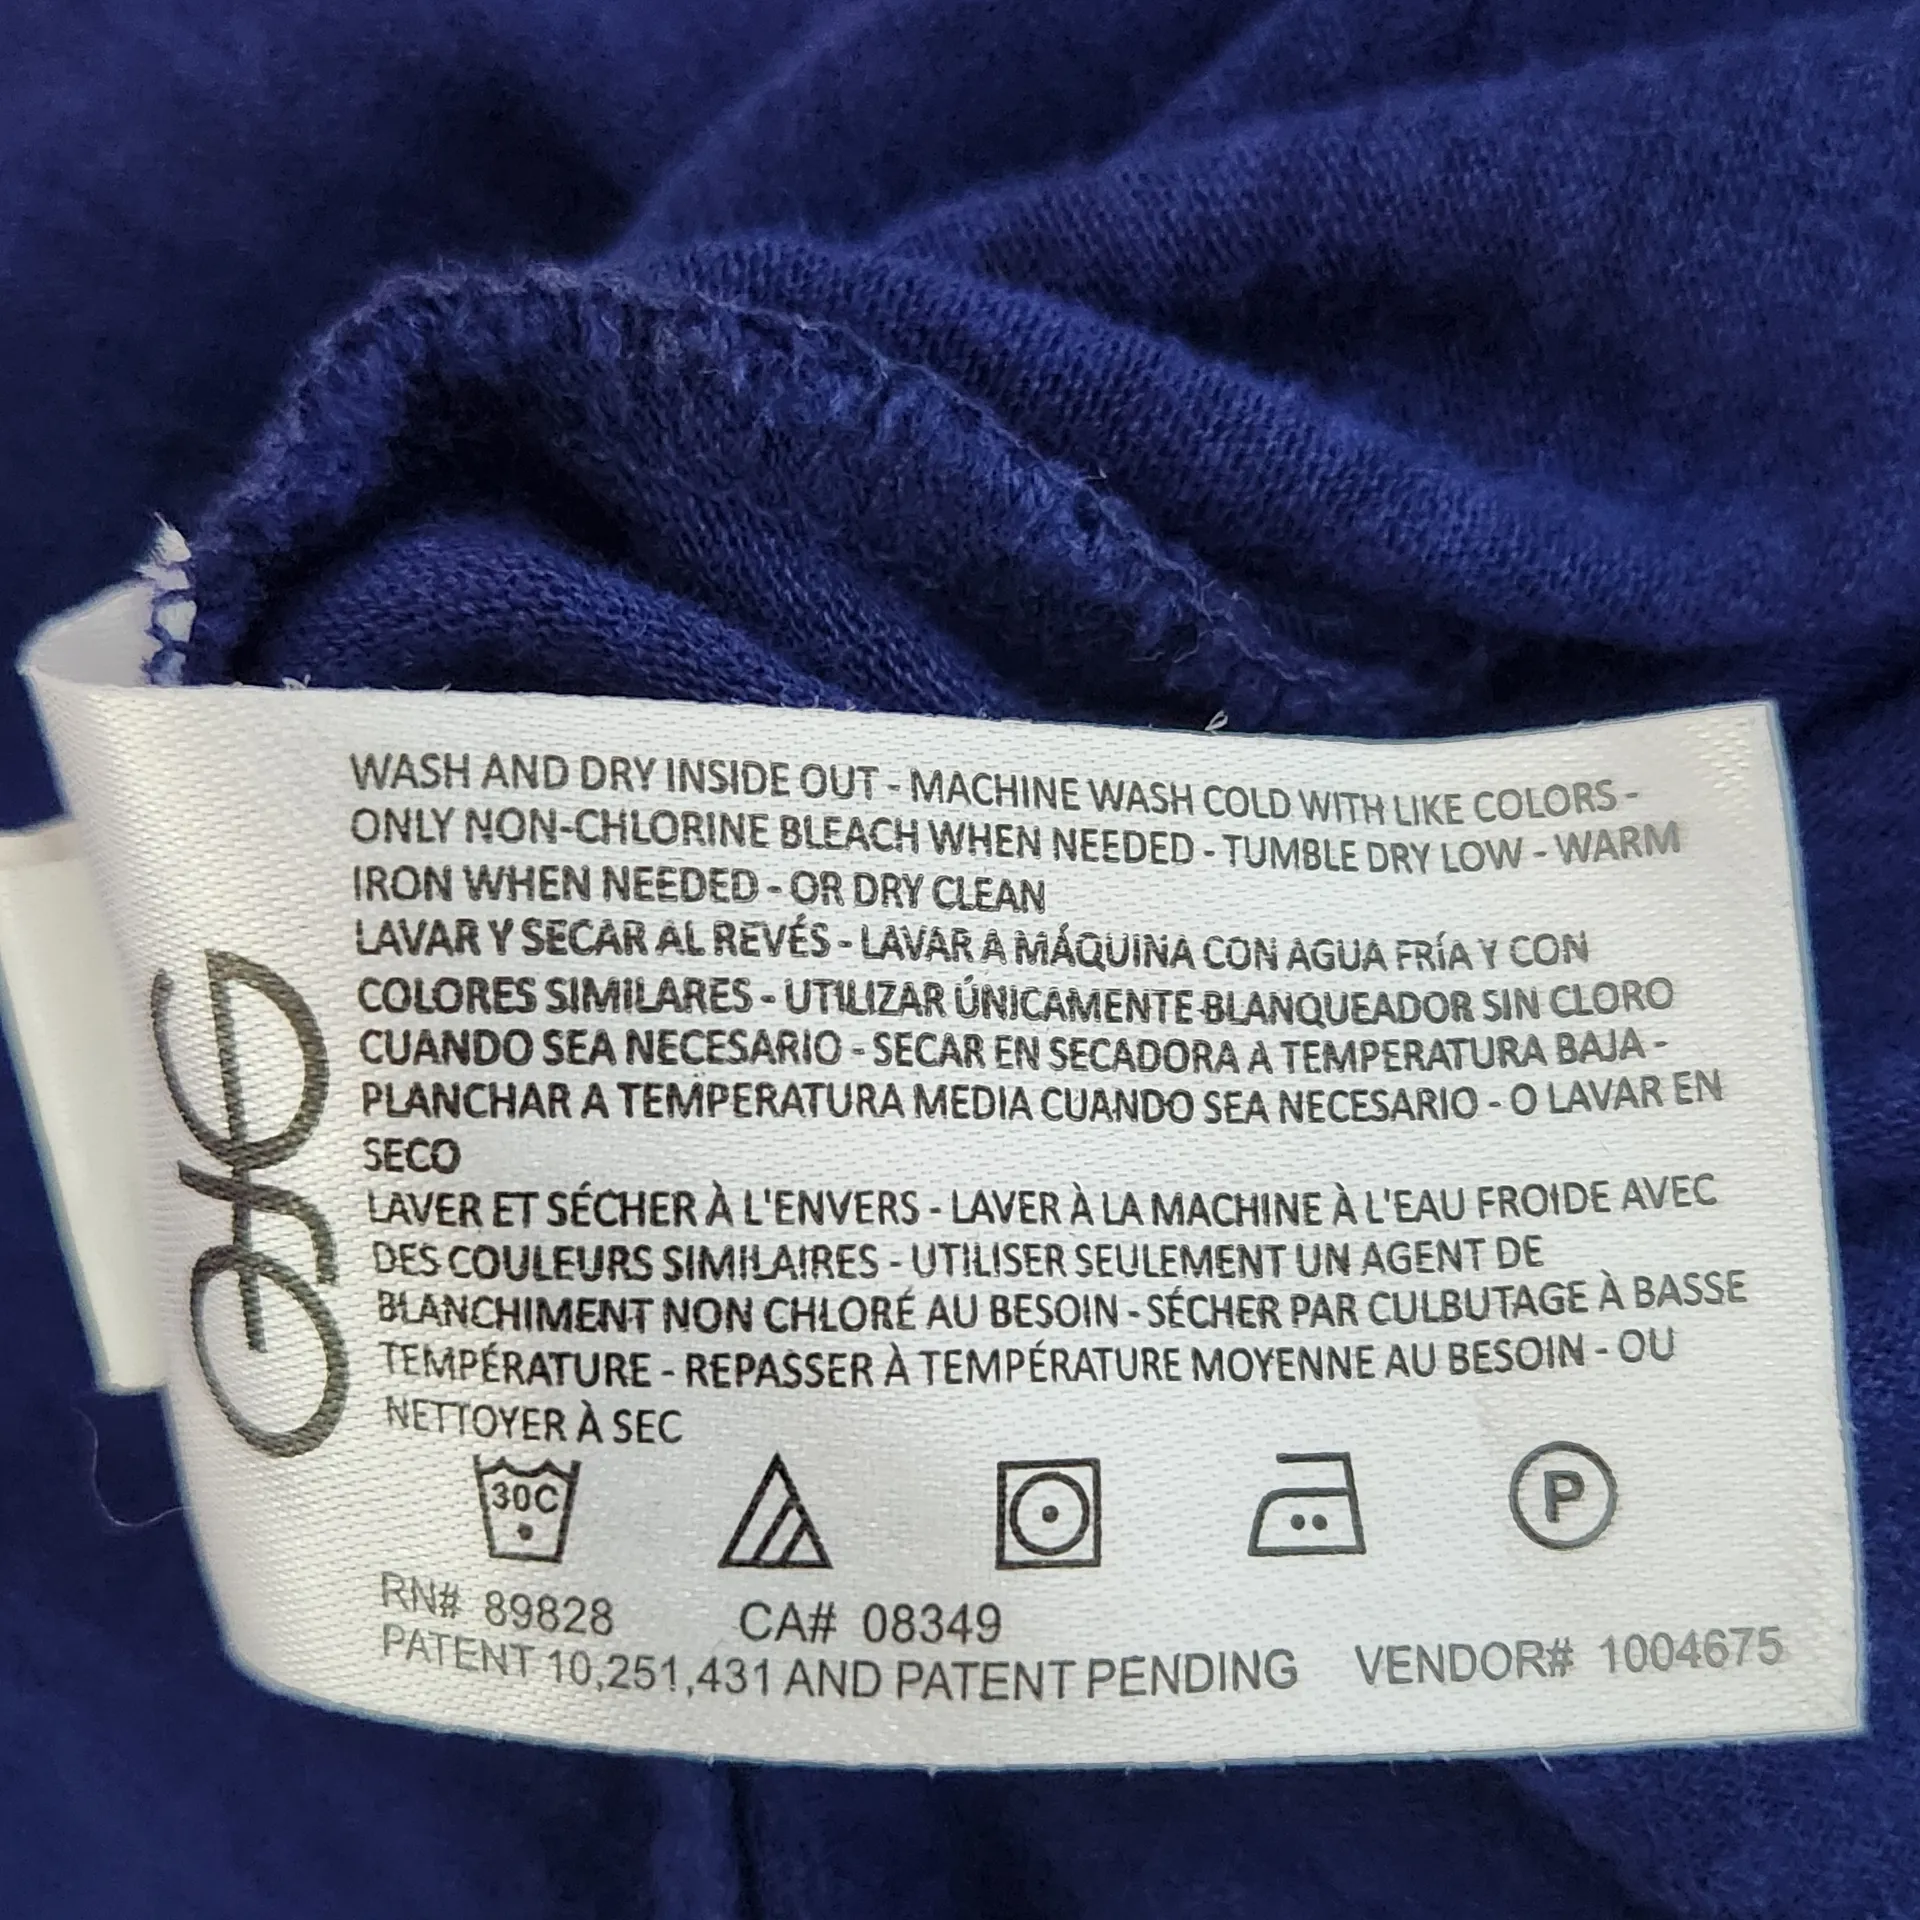 WASH AND DRY INSIDE OUT - MACHINE WASH COLD WITH LIKE COLORS -
ONLY NON-CHLORINE BLEACH WHEN NEEDED - TUMBLE DRY LOW - WARM
IRON WHEN NEEDED - OR DRY CLEAN
LAVAR Y SECAR AL REVÉS - LAVAR A MÁQUINA CON AGUA FRÍA Y CON
COLORES SIMILARES - UTILIZAR ÚNICAMENTE BLANQUEADOR SIN CLORO
CUANDO SEA NECESARIO - SECAR EN SECADORA A TEMPERATURA BAJA -
PLANCHAR A TEMPERATURA MEDIA CUANDO SEA NECESARIO - O LAVAR EN
SECO
LAVER ET SÉCHER À L'ENVERS - LAVER À LA MACHINE À L'EAU FROIDE AVEC
DES COULEURS SIMILAIRES - UTILISER SEULEMENT UN AGENT DE
BLANCHIMENT NON CHLORÉ AU BESOIN - SÉCHER PAR CULBUTAGE À BASSE
TEMPÉRATURE - REPASSER À TEMPÉRATURE MOYENNE AU BESOIN - OU
NETTOYER À SEC
30C
P
RN# 89828 CA# 08349
PATENT 10,251,431 AND PATENT PENDING VENDOR# 1004675